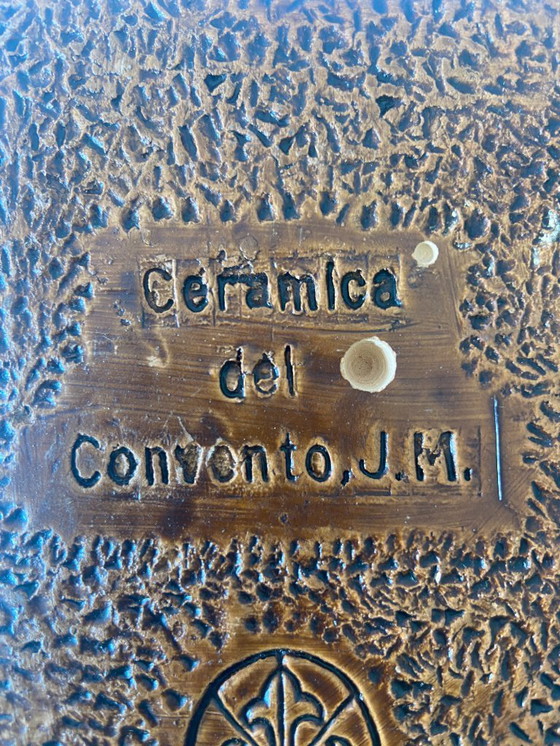 Ceramica
del
Convento, J.M.